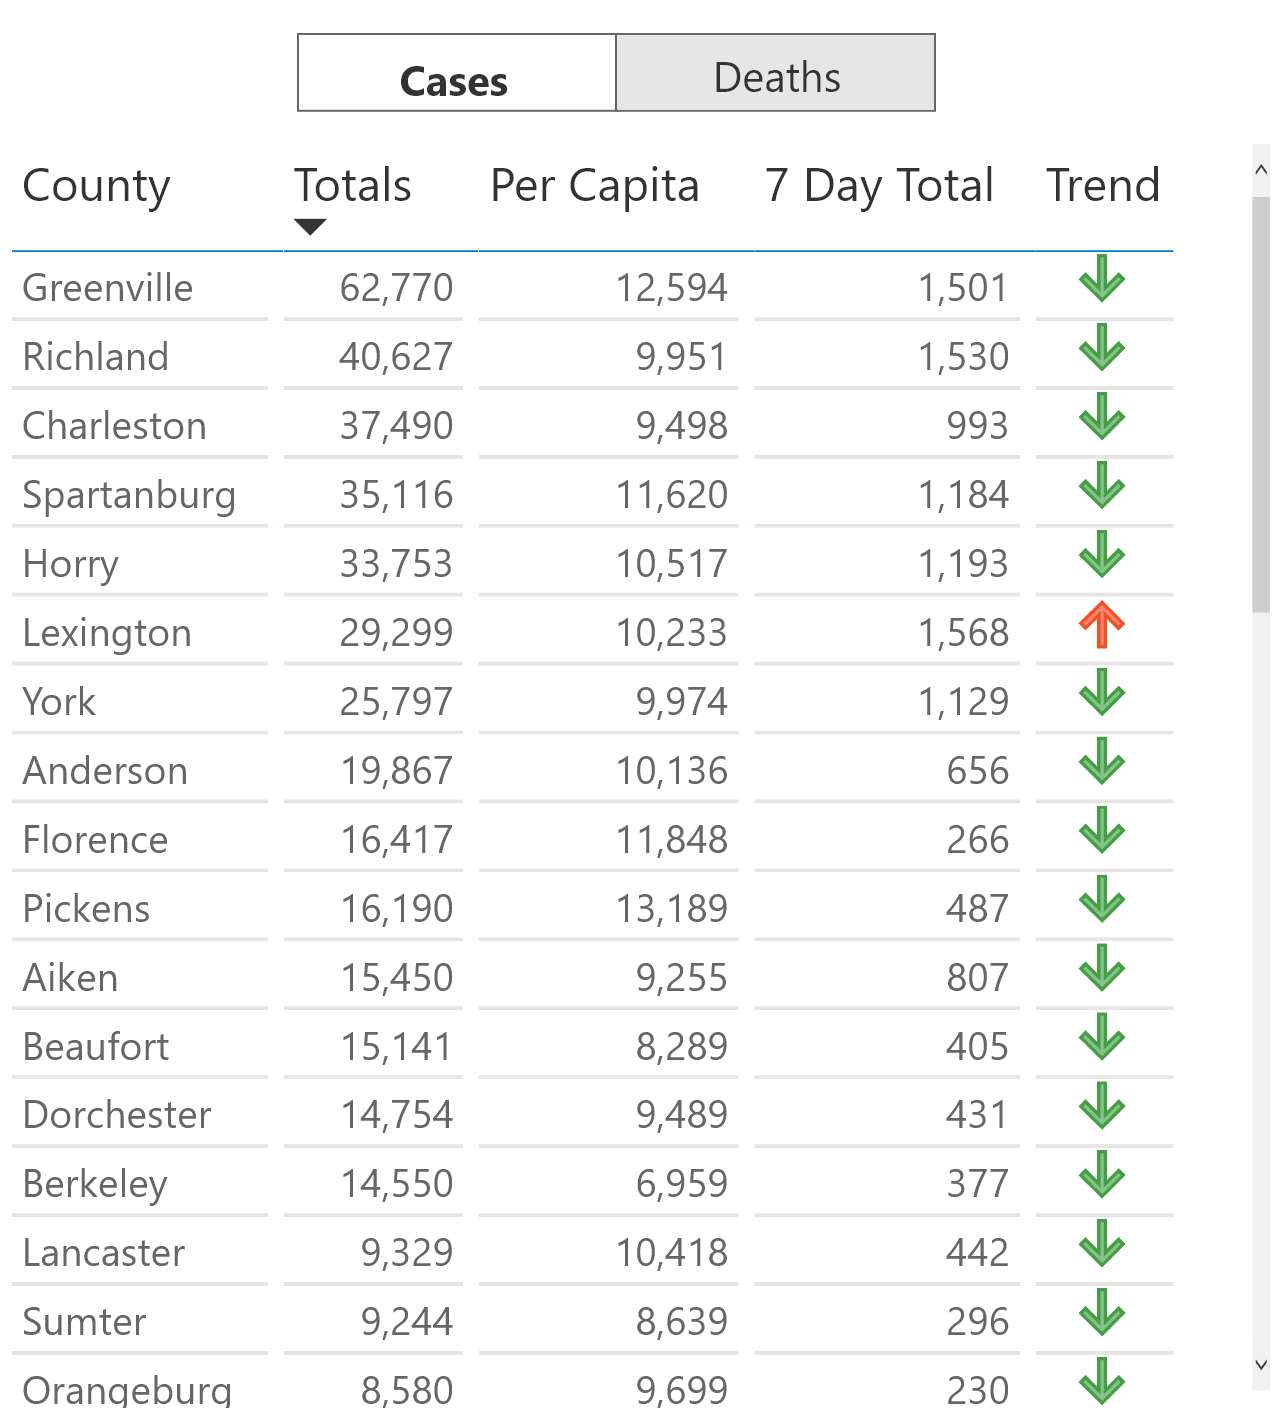 Cases Deaths
County Totals Per Capita 7 Day Total Trend
Greenville 62,770 12,594 1,501
Richland 40,627 9,951 1,530
Charleston 37,490 9,498 993
Spartanburg 35,116 11,620 1,184
Horry 33,753 10,517 1,193
Lexington 29,299 10,233 1,568
York 25,797 9,974 1,129
Anderson 19,867 10,136 656
Florence 16,417 11,848 266
Pickens 16,190 13,189 487
Aiken 15,450 9,255 807
Beaufort 15,141 8,289 405
Dorchester 14,754 9,489 431
Berkeley 14,550 6,959 377
Lancaster 9,329 10,418 442
Sumter 9,244 8,639 296
Orangeburg 8,580 9,699 230